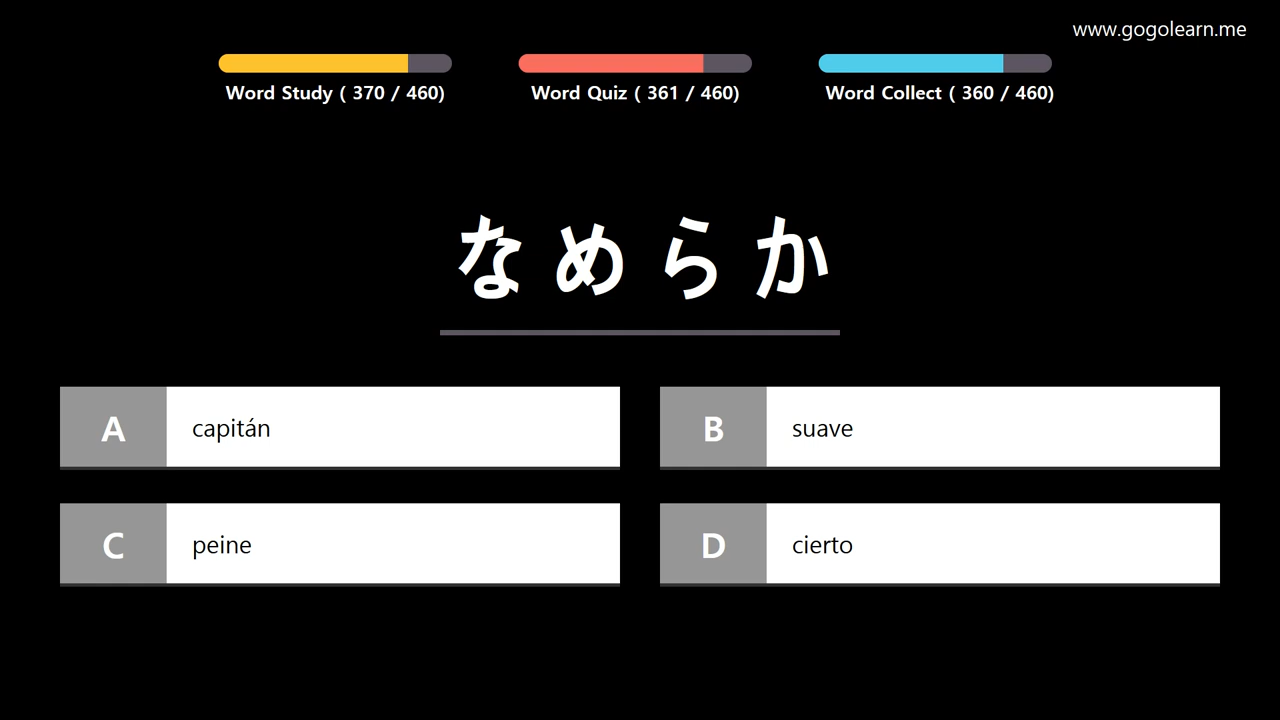 www.gogolearn.me
Word Study ( 370 / 460)
Word Quiz ( 361 / 460)
Word Collect ( 360 / 460)
なめらか
A capitán
B suave
C peine
D cierto